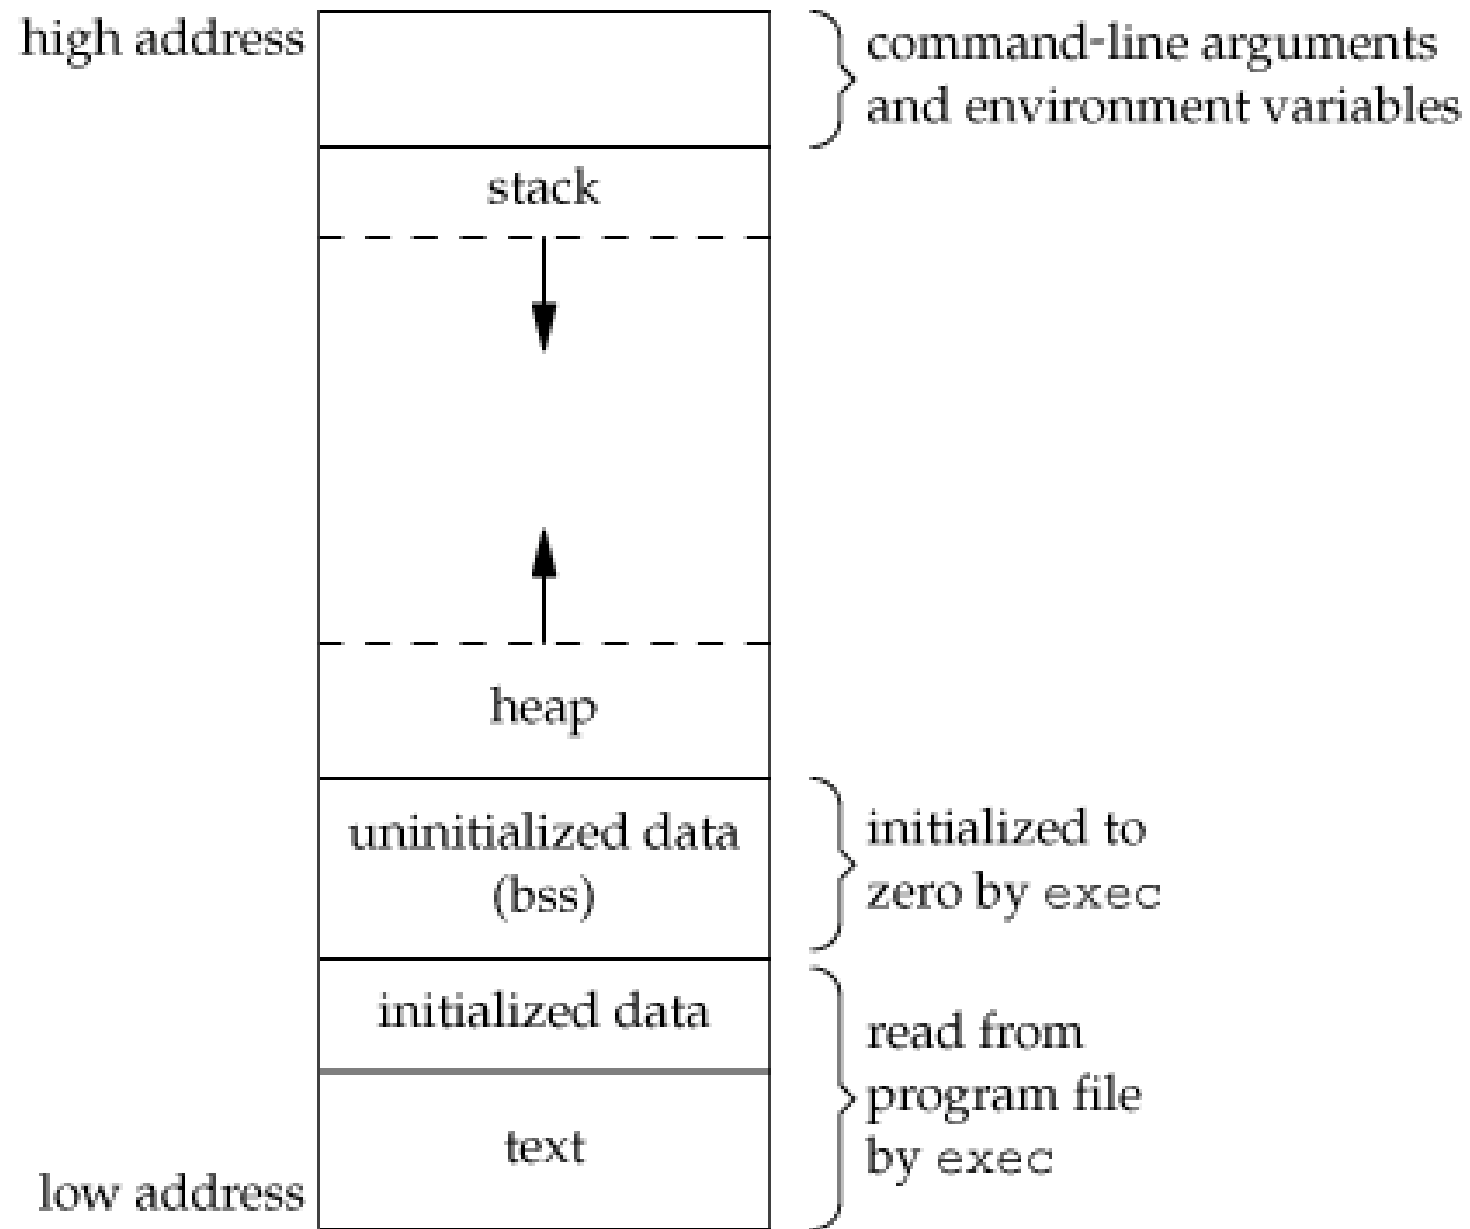 high address
command-line arguments
and environment variables
stack
heap
uninitialized data
(bss)
initialized to
zero by exec
initialized data
read from
program file
by exec
text
low address